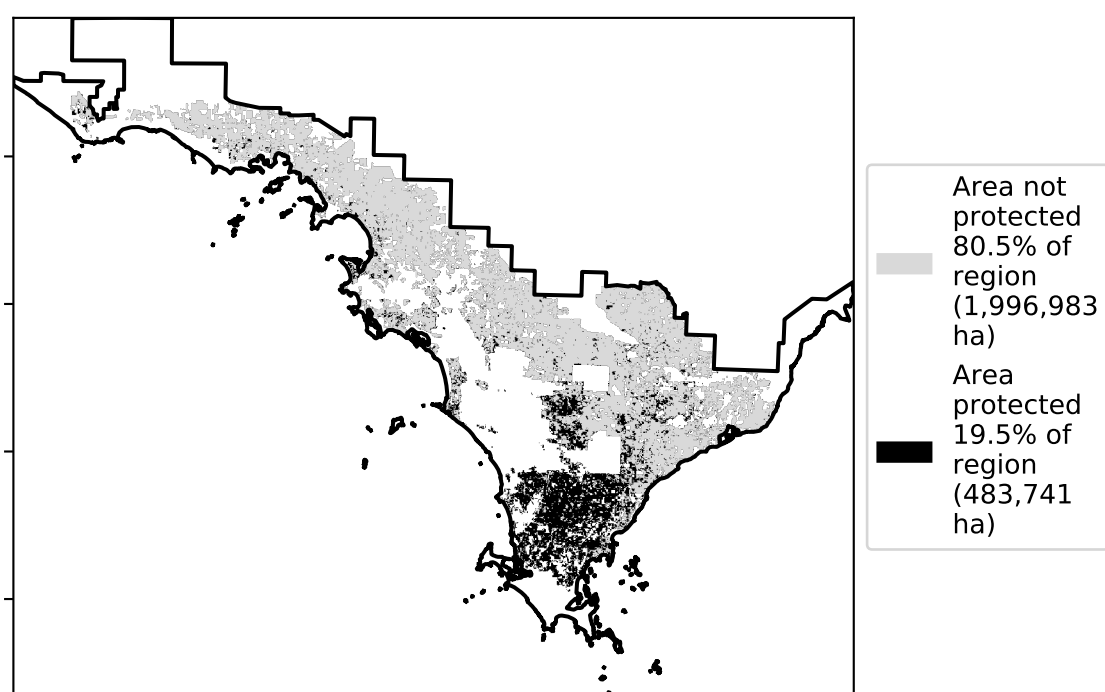 Area not
protected
80.5% of
region
(1,996,983
ha)
Area
protected
19.5% of
region
(483,741
ha)